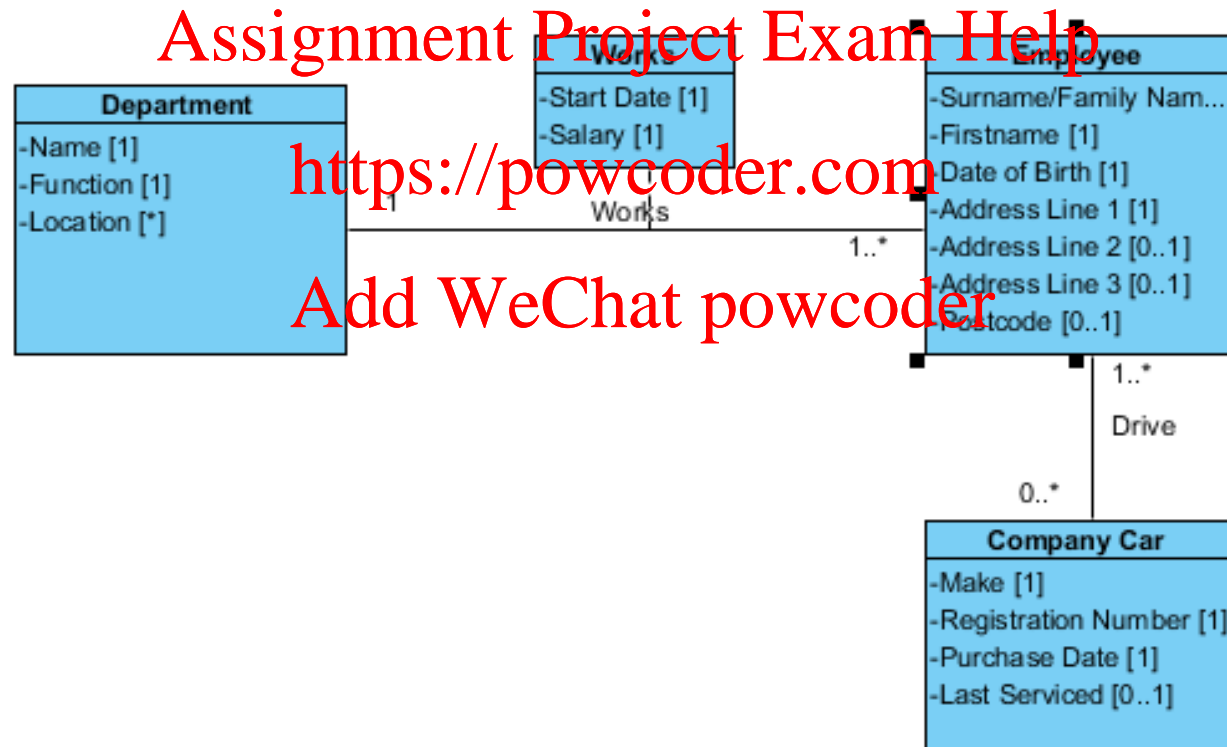 Assignment Project Exam Help
Works
-Start Date [1]
-Salary [1]
Employee
-Surname/Family Nam...
-Firstname [1]
-Date of Birth [1]
-Address Line 1 [1]
-Address Line 2 [0..1]
-Address Line 3 [0..1]
-Postcode [0..1]
Department
-Name [1]
-Function [1]
-Location [*]
https://powcoder.com
1
Works
1..*
Add WeChat powcoder
1..*
Drive
0..*
Company Car
-Make [1]
-Registration Number [1]
-Purchase Date [1]
-Last Serviced [0..1]